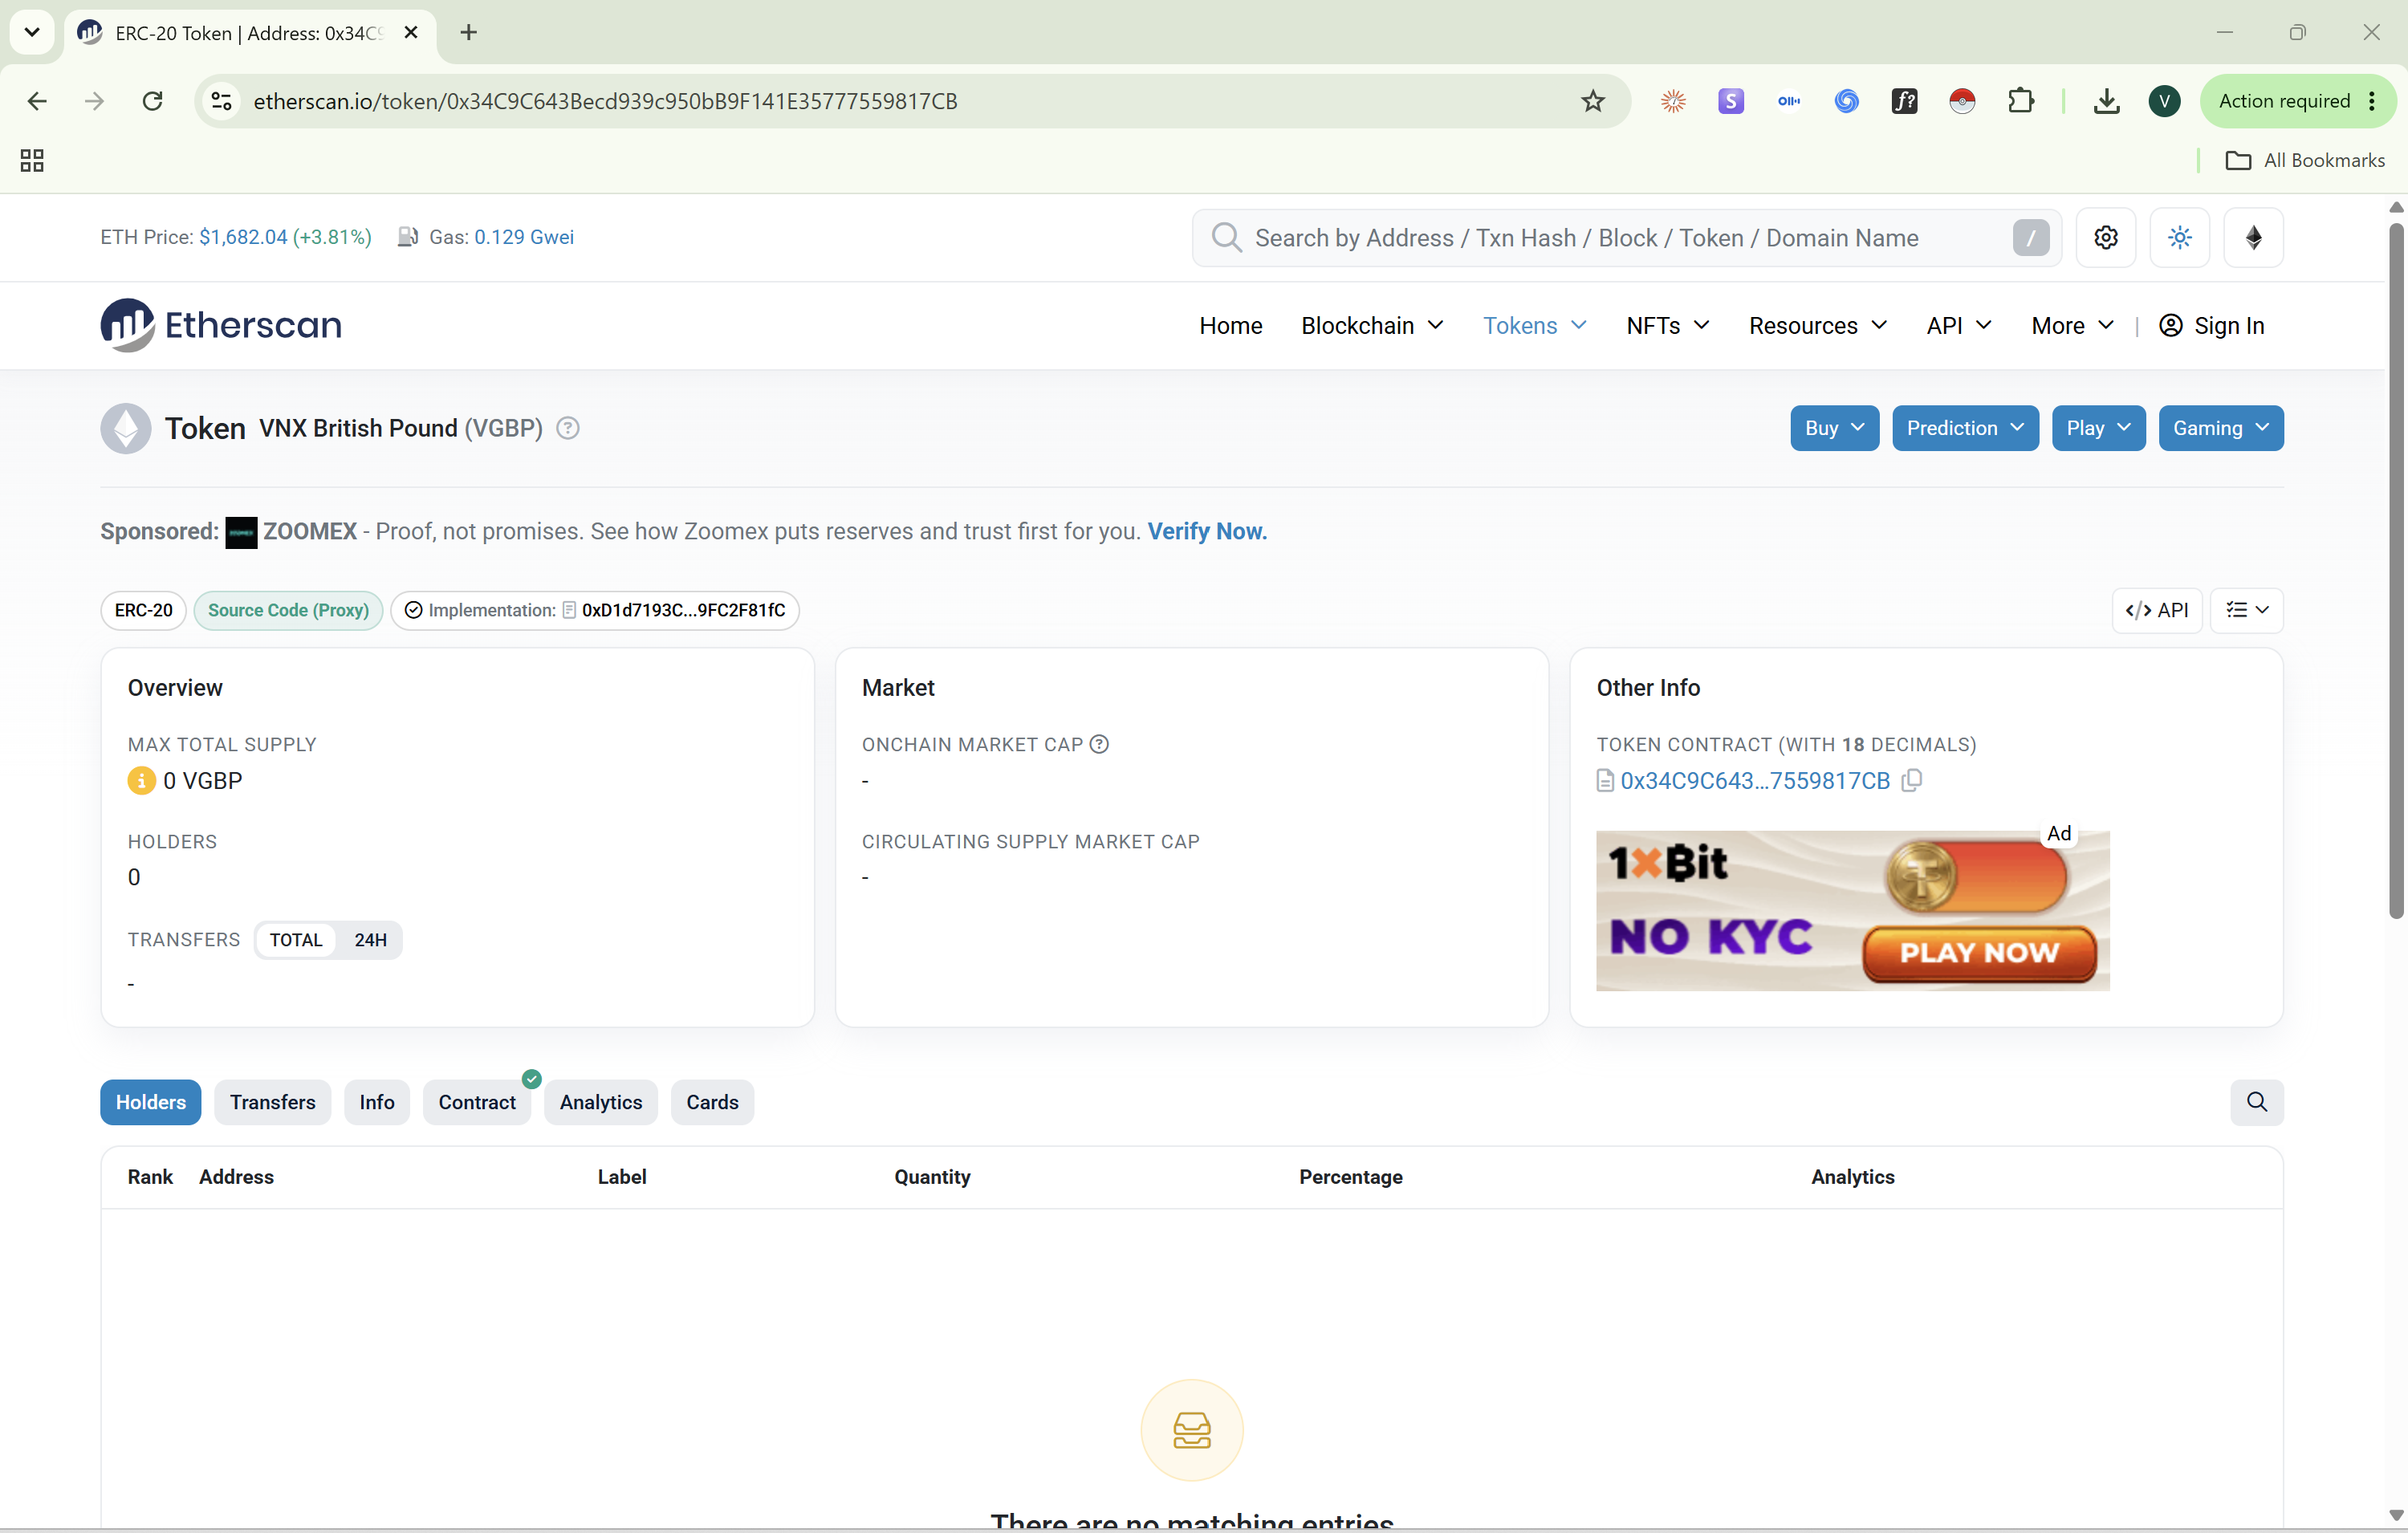 ERC-20 Token | Address: 0x34C9
etherscan.io/token/0x34C9C643Becd939c950bB9F141E35777559817CB
V
Action required
All Bookmarks
ETH Price: $1,682.04 (+3.81%) Gas: 0.129 Gwei
Search by Address / Txn Hash / Block / Token / Domain Name /
Etherscan
Home Blockchain Tokens NFTs Resources API More | Sign In
Token VNX British Pound (VGBP)
Buy Prediction Play Gaming
Sponsored: ZOOMEX - Proof, not promises. See how Zoomex puts reserves and trust first for you. Verify Now.
ERC-20 Source Code (Proxy) Implementation: 0xD1d7193C...9FC2F81fC
</> API
Overview
MAX TOTAL SUPPLY
0 VGBP
HOLDERS
0
TRANSFERS TOTAL 24H
-
Market
ONCHAIN MARKET CAP
-
CIRCULATING SUPPLY MARKET CAP
-
Other Info
TOKEN CONTRACT (WITH 18 DECIMALS)
0x34C9C643...7559817CB
Ad
1XBit
NO KYC
PLAY NOW
Holders Transfers Info Contract Analytics Cards
Rank Address Label Quantity Percentage Analytics
There are no matching entries